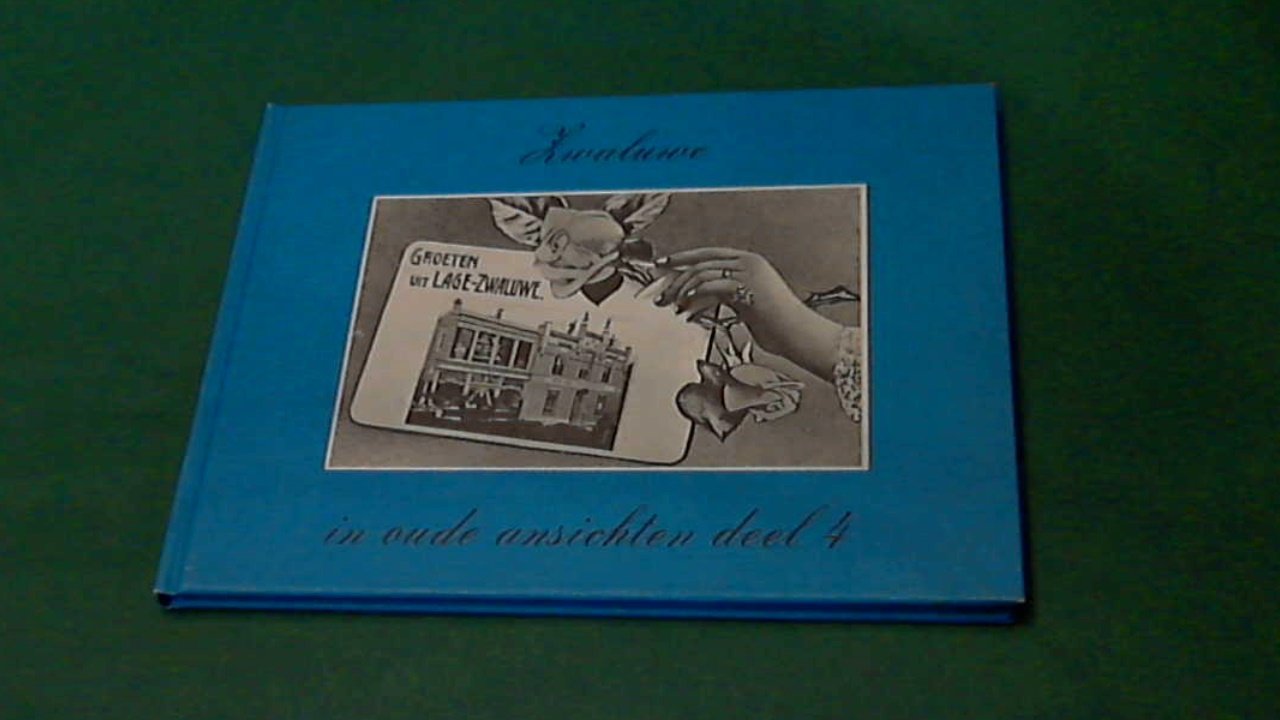 Zwaluwe
GROETEN
UIT LAGE-ZWALUWE.
in oude ansichten deel 4